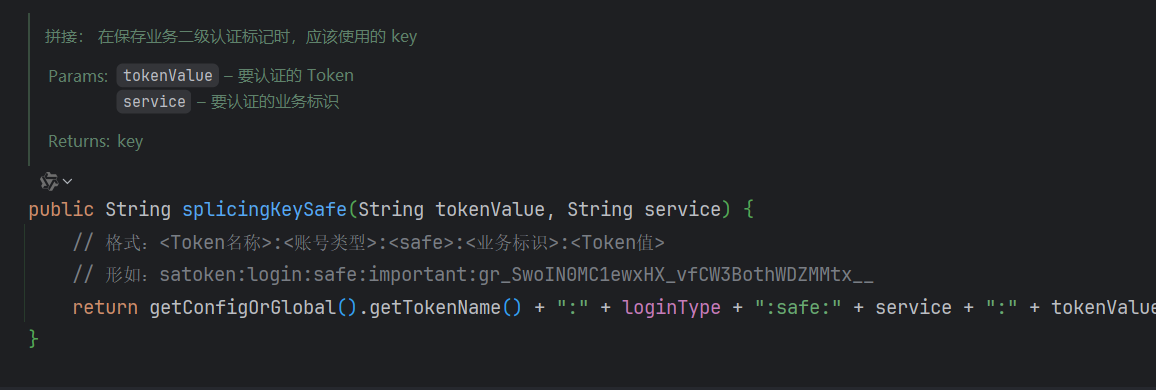 拼接： 在保存业务二级认证标记时，应该使用的 key
Params: tokenValue – 要认证的 Token
service – 要认证的业务标识
Returns: key
public String splicingKeySafe(String tokenValue, String service) {
// 格式：<Token名称>:<账号类型>:<safe>:<业务标识>:<Token值>
// 形如：satoken:login:safe:important:gr_SwoIN0MC1ewxHX_vfCW3BothWDZMMtx__
return getConfigOrGlobal().getTokenName() + ":" + loginType + ":safe:" + service + ":" + tokenValue
}